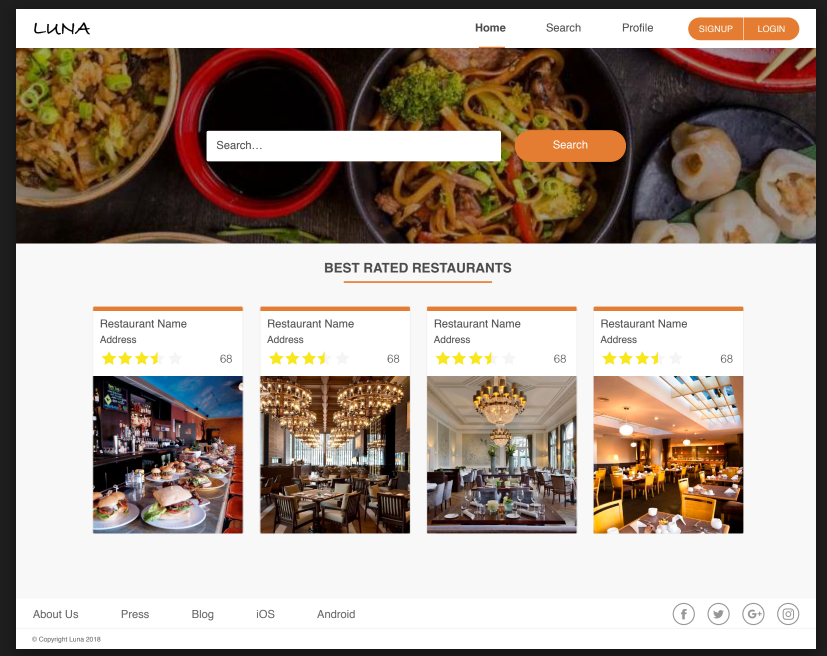 LUNA
Home Search Profile SIGNUP LOGIN
Search... Search
BEST RATED RESTAURANTS
Restaurant Name Restaurant Name Restaurant Name Restaurant Name
Address Address Address Address
68 68 68 68
About Us Press Blog iOS Android
© Copyright Luna 2018